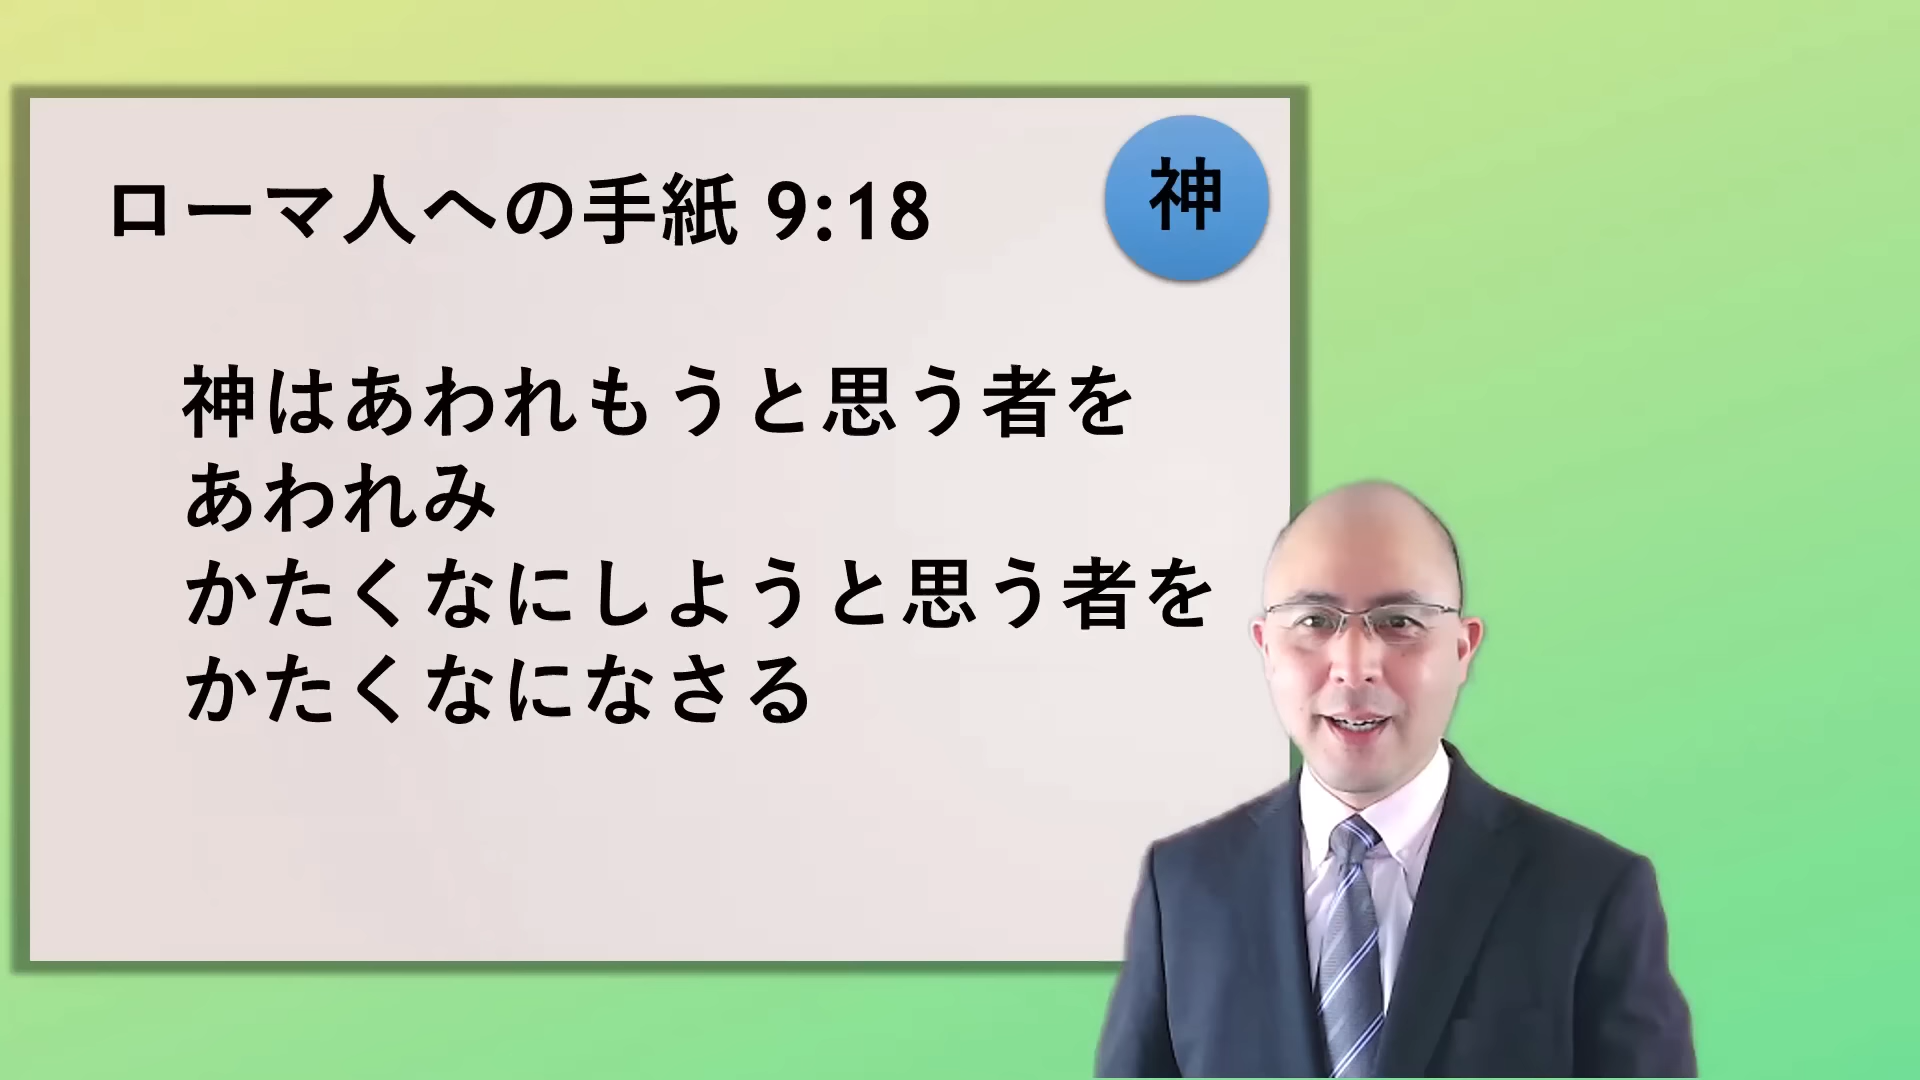 ローマ人への手紙 9:18
神
神はあわれもうと思う者を
あわれみ
かたくなにしようと思う者を
かたくなになさる